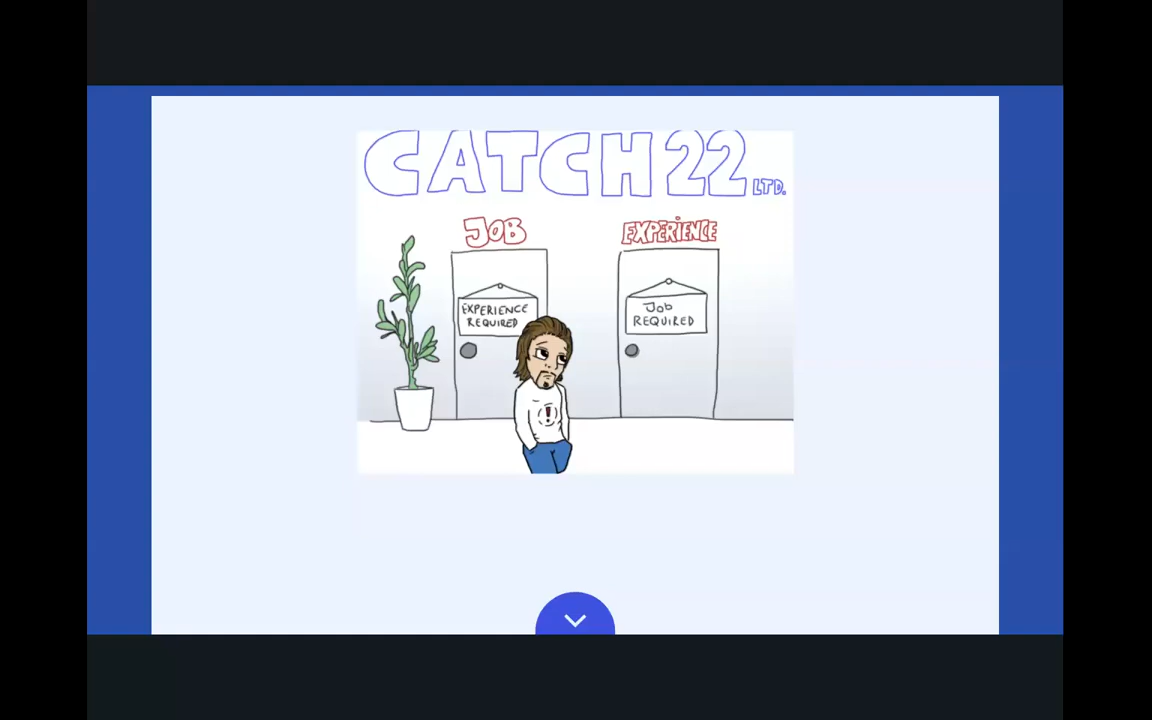 CATCH 22 LTD.
JOB
EXPERIENCE
EXPERIENCE
REQUIRED
JOB
REQUIRED
!